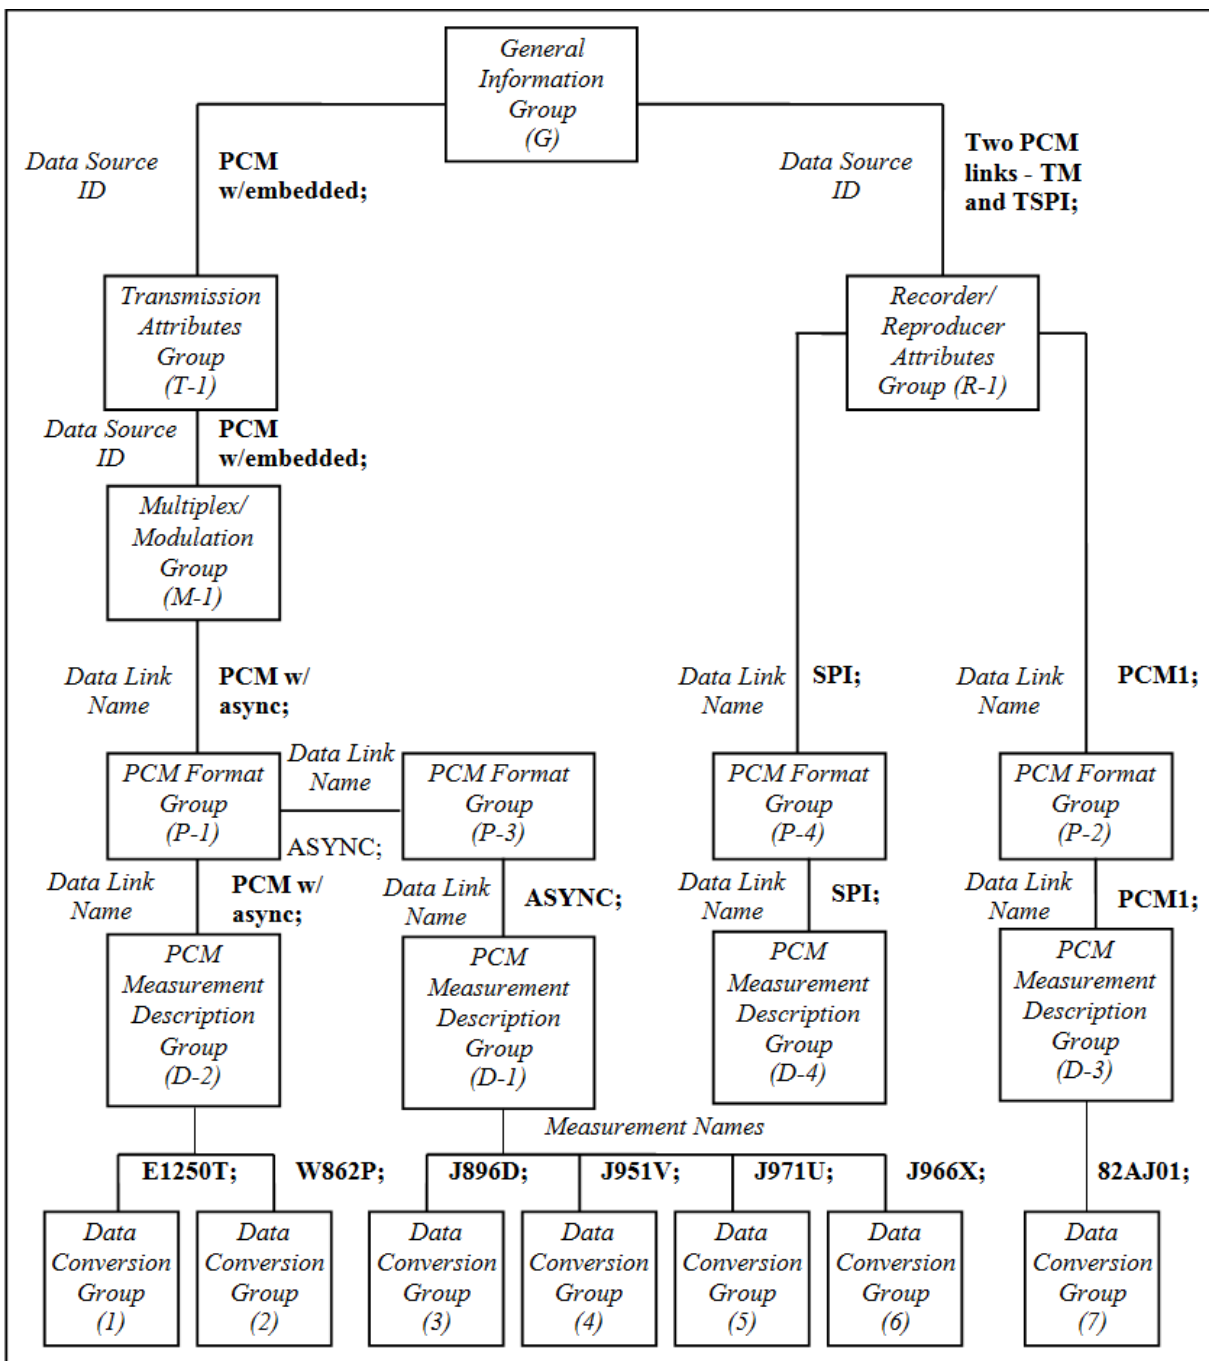 General
Information
Group
(G)
Data Source
ID
PCM
w/embedded;
Data Source
ID
Two PCM
links - TM
and TSPI;
Transmission
Attributes
Group
(T-1)
Recorder/
Reproducer
Attributes
Group (R-1)
Data Source
ID
PCM
w/embedded;
Multiplex/
Modulation
Group
(M-1)
Data Link
Name
PCM w/
async;
Data Link
Name
SPI;
Data Link
Name
PCM1;
PCM Format
Group
(P-1)
Data Link
Name
ASYNC;
PCM Format
Group
(P-3)
PCM Format
Group
(P-4)
PCM Format
Group
(P-2)
Data Link
Name
PCM w/
async;
Data Link
Name
ASYNC;
Data Link
Name
SPI;
Data Link
Name
PCM1;
PCM
Measurement
Description
Group
(D-2)
PCM
Measurement
Description
Group
(D-1)
PCM
Measurement
Description
Group
(D-4)
PCM
Measurement
Description
Group
(D-3)
Measurement Names
E1250T;
W862P;
J896D;
J951V;
J971U;
J966X;
82AJ01;
Data
Conversion
Group
(1)
Data
Conversion
Group
(2)
Data
Conversion
Group
(3)
Data
Conversion
Group
(4)
Data
Conversion
Group
(5)
Data
Conversion
Group
(6)
Data
Conversion
Group
(7)